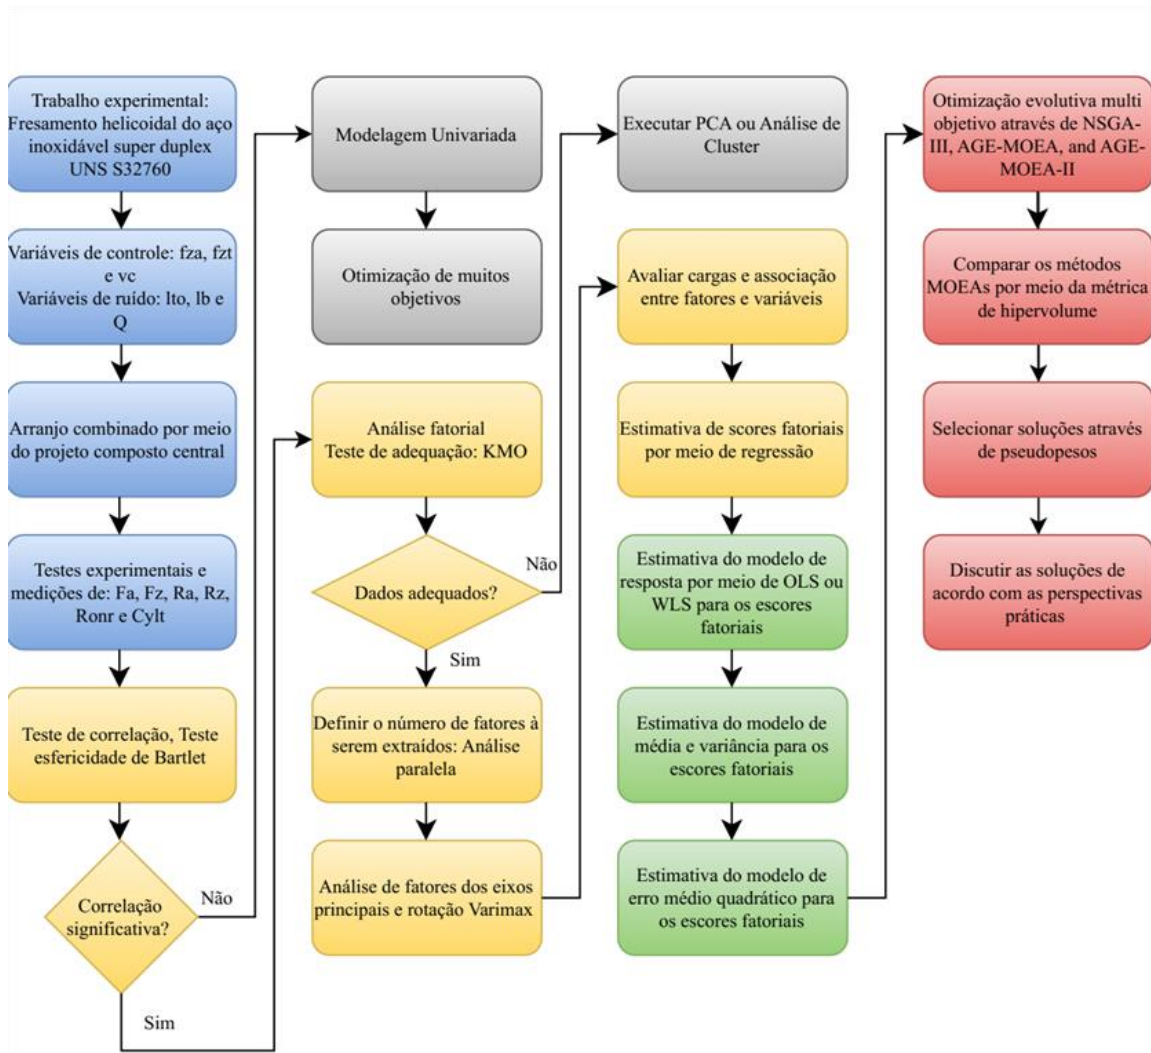 Trabalho experimental:
Fresamento helicoidal do aço
inoxidável super duplex
UNS S32760
Variáveis de controle: fza, fzt
e vc
Variáveis de ruído: lto, lb e
Q
Arranjo combinado por meio
do projeto composto central
Testes experimentais e
medições de: Fa, Fz, Ra, Rz,
Ronr e Cylt
Teste de correlação, Teste
esfericidade de Bartlet
Correlação
significativa?
Não
Sim
Modelagem Univariada
Otimização de muitos
objetivos
Análise fatorial
Teste de adequação: KMO
Dados adequados?
Não
Sim
Definir o número de fatores à
serem extraídos: Análise
paralela
Análise de fatores dos eixos
principais e rotação Varimax
Executar PCA ou Análise de
Cluster
Avaliar cargas e associação
entre fatores e variáveis
Estimativa de scores fatoriais
por meio de regressão
Estimativa do modelo de
resposta por meio de OLS ou
WLS para os escores
fatoriais
Estimativa do modelo de
média e variância para os
escores fatoriais
Estimativa do modelo de
erro médio quadrático para
os escores fatoriais
Otimização evolutiva multi
objetivo através de NSGA-
III, AGE-MOEA, and AGE-
MOEA-II
Comparar os métodos
MOEAs por meio da métrica
de hipervolume
Selecionar soluções através
de pseudopesos
Discutir as soluções de
acordo com as perspectivas
práticas